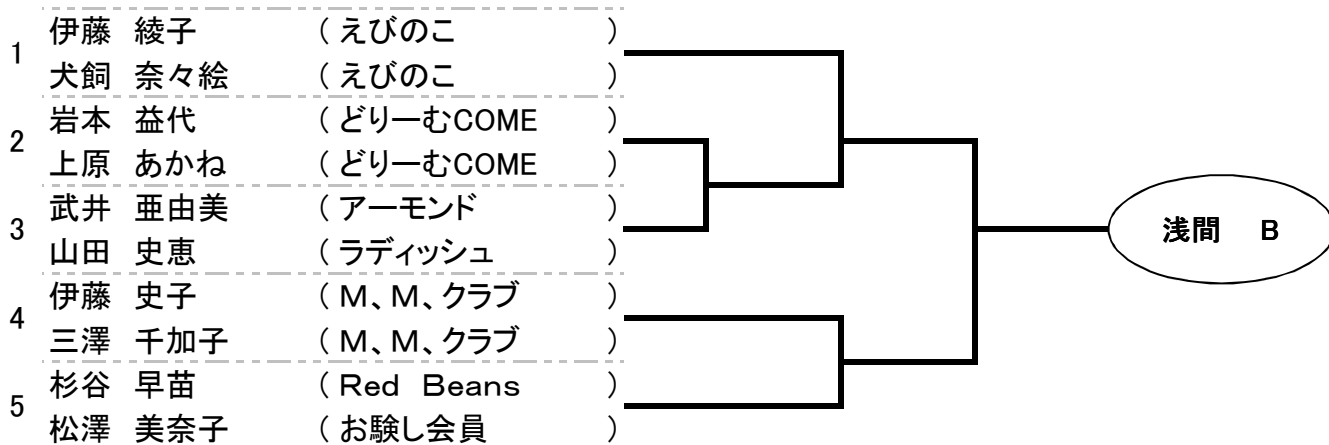 1
伊藤 綾子 (えびのこ )
犬飼 奈々絵 (えびのこ )
2
岩本 益代 (どりーむCOME )
上原 あかね (どりーむCOME )
3
武井 亜由美 (アーモンド )
山田 史恵 (ラディッシュ )
4
伊藤 史子 (M、M、クラブ )
三澤 千加子 (M、M、クラブ )
5
杉谷 早苗 (Red Beans )
松澤 美奈子 (お験し会員 )
浅間 B